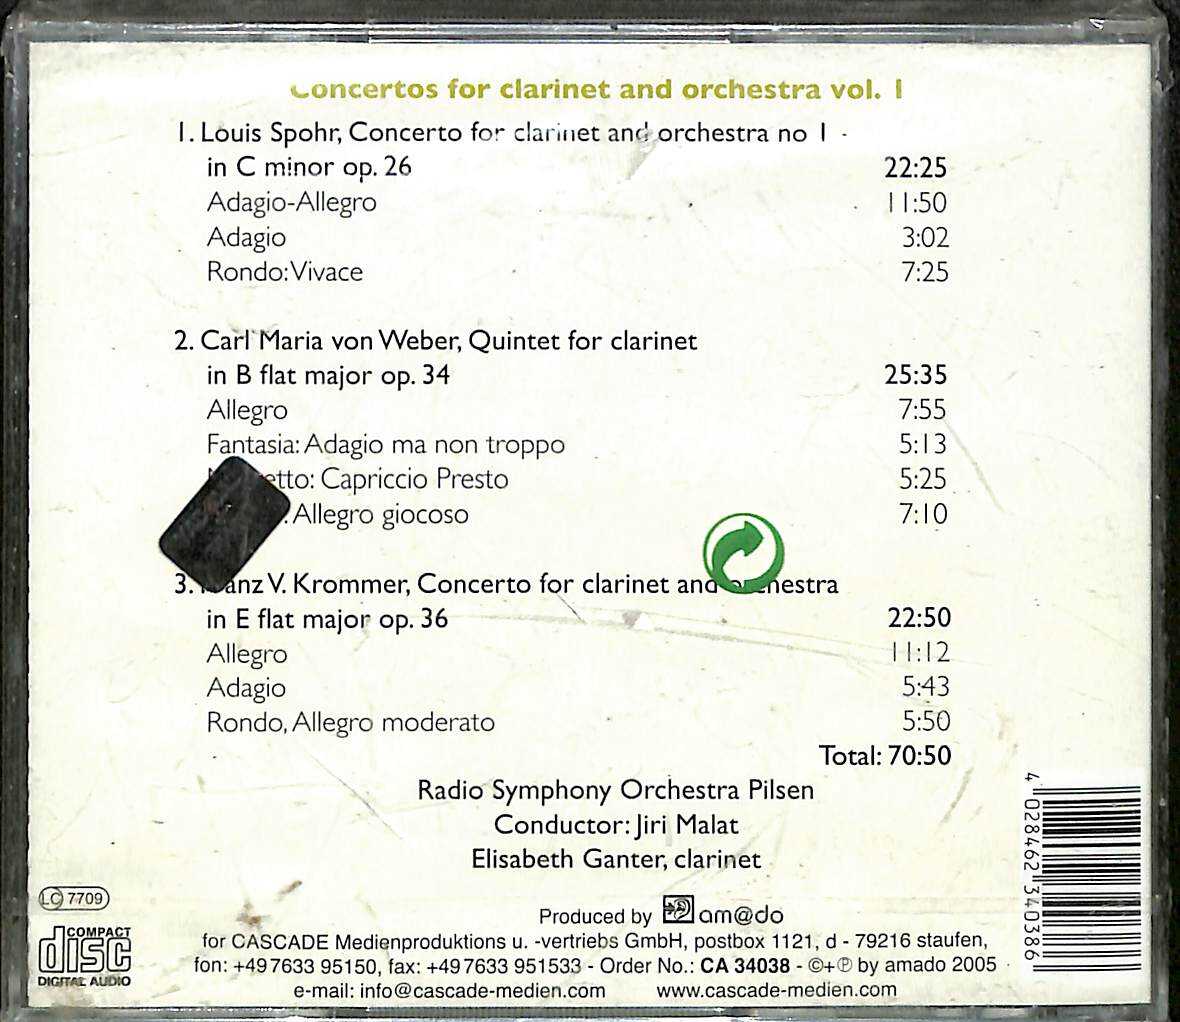 Concertos for clarinet and orchestra vol. 1
1. Louis Spohr, Concerto for clarinet and orchestra no 1 -
in C minor op. 26 22:25
Adagio-Allegro 11:50
Adagio 3:02
Rondo: Vivace 7:25
2. Carl Maria von Weber, Quintet for clarinet
in B flat major op. 34 25:35
Allegro 7:55
Fantasia: Adagio ma non troppo 5:13
Capriccio Presto 5:25
Allegro giocoso 7:10
3. Franz V. Krommer, Concerto for clarinet and orchestra
in E flat major op. 36 22:50
Allegro 11:12
Adagio 5:43
Rondo, Allegro moderato 5:50
Total: 70:50
Radio Symphony Orchestra Pilsen
Conductor: Jiri Malat
Elisabeth Ganter, clarinet
LC 7709
COMPACT
disc
DIGITAL AUDIO
Produced by am@do
for CASCADE Medienproduktions u. -vertriebs GmbH, postbox 1121, d - 79216 staufen,
fon: +497633 95150, fax: +497633 951533 - Order No.: CA 34038 - ©+℗ by amado 2005
e-mail: info@cascade-medien.com www.cascade-medien.com
4 028462 340386